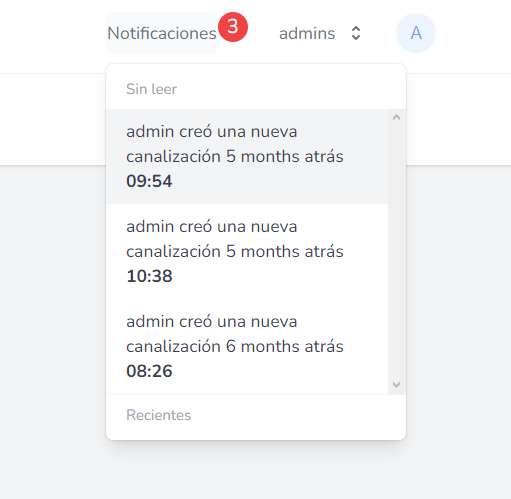 Notificaciones 3 admins A
Sin leer
admin creó una nueva
canalización 5 months atrás
09:54
admin creó una nueva
canalización 5 months atrás
10:38
admin creó una nueva
canalización 6 months atrás
08:26
Recientes